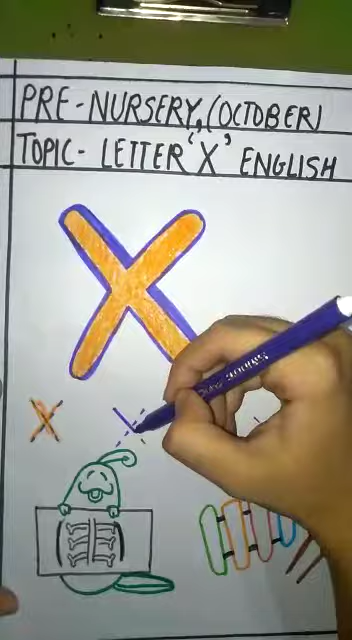 PRE-NURSERY,(OCTOBER)
TOPIC- LETTER 'X' ENGLISH
X
X